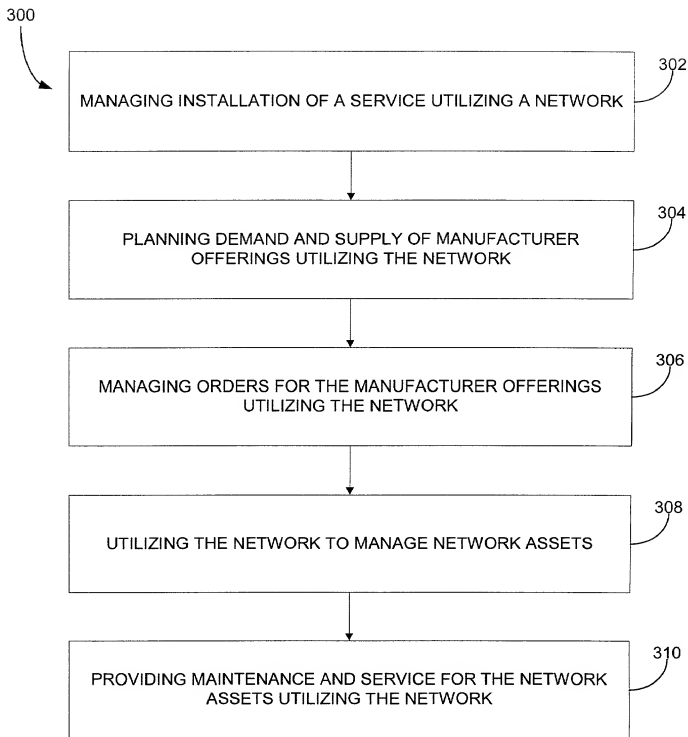 300
302
MANAGING INSTALLATION OF A SERVICE UTILIZING A NETWORK
304
PLANNING DEMAND AND SUPPLY OF MANUFACTURER
OFFERINGS UTILIZING THE NETWORK
306
MANAGING ORDERS FOR THE MANUFACTURER OFFERINGS
UTILIZING THE NETWORK
308
UTILIZING THE NETWORK TO MANAGE NETWORK ASSETS
310
PROVIDING MAINTENANCE AND SERVICE FOR THE NETWORK
ASSETS UTILIZING THE NETWORK